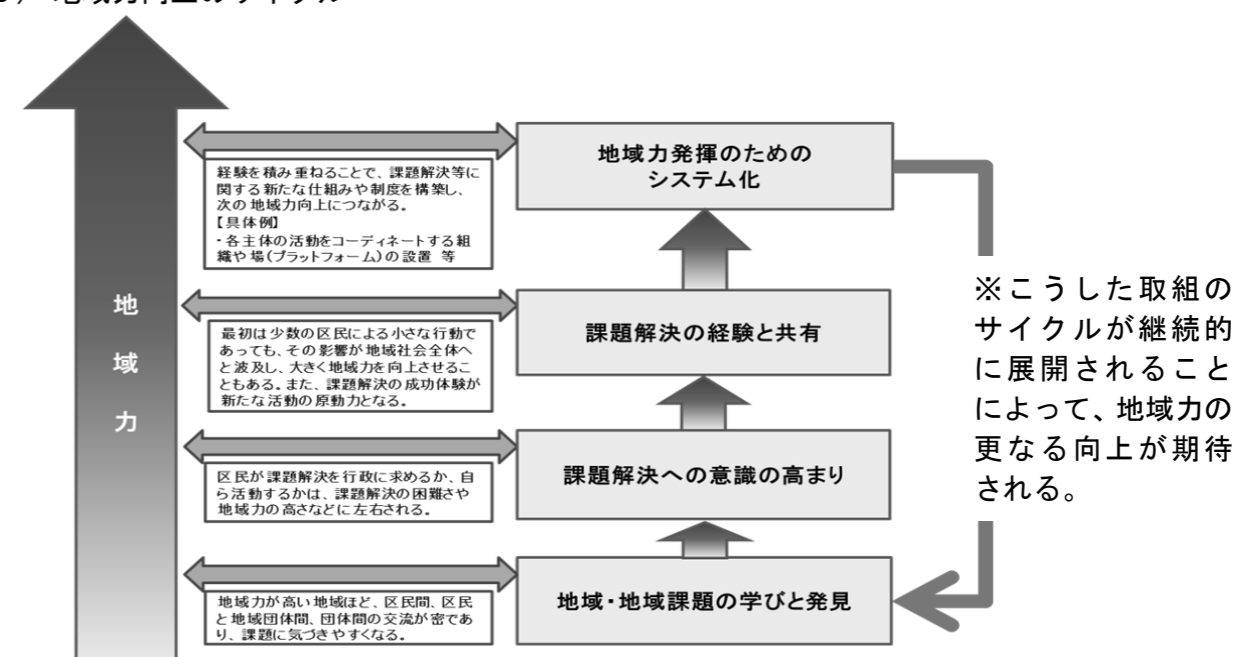 地域力
地域力発揮のための
システム化
経験を積み重ねることで、課題解決等に
関する新たな仕組みや制度を構築し、
次の地域力向上につながる。
【具体例】
・各主体の活動をコーディネートする組
織や場(プラットフォーム)の設置 等
課題解決の経験と共有
最初は少数の区民による小さな行動で
あっても、その影響が地域社会全体へ
と波及し、大きく地域力を向上させるこ
ともある。また、課題解決の成功体験が
新たな活動の原動力となる。
課題解決への意識の高まり
区民が課題解決を行政に求めるか、自
ら活動するかは、課題解決の困難さや
地域力の高さなどに左右される。
地域・地域課題の学びと発見
地域力が高い地域ほど、区民間、区民
と地域団体間、団体間の交流が密であ
り、課題に気づきやすくなる。
※こうした取組の
サイクルが継続的
に展開されること
によって、地域力の
更なる向上が期待
される。